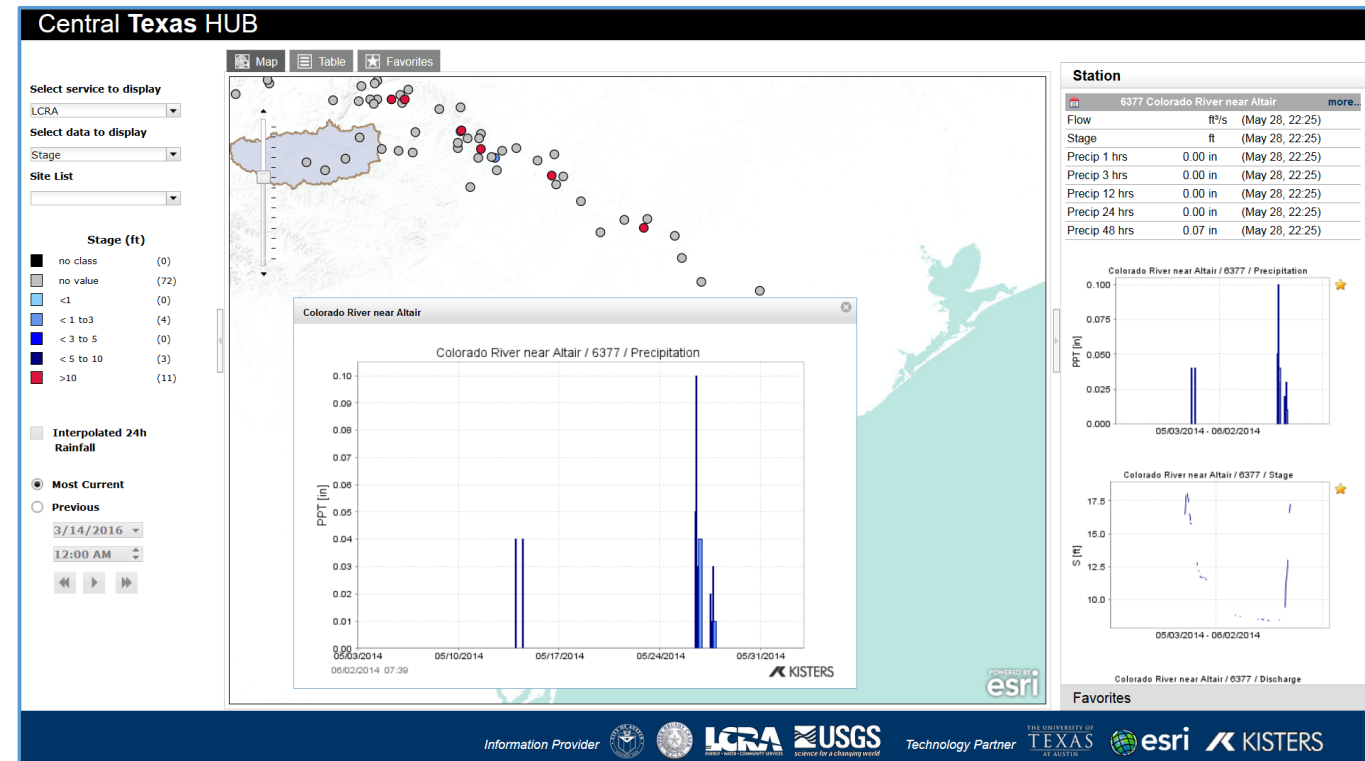 Central Texas HUB
Map Table Favorites
Select service to display
LCRA
Select data to display
Stage
Site List
Stage (ft)
no class (0)
no value (72)
<1 (0)
< 1 to3 (4)
< 3 to 5 (0)
< 5 to 10 (3)
>10 (11)
Interpolated 24h
Rainfall
Most Current
Previous
3/14/2016
12:00 AM
Colorado River near Altair
Colorado River near Altair / 6377 / Precipitation
PPT [in]
0.10
0.09
0.08
0.07
0.06
0.05
0.04
0.03
0.02
0.01
0.00
05/03/2014 05/10/2014 05/17/2014 05/24/2014 05/31/2014
06/02/2014 07:39
KISTERS
POWERED BY
esri
Station
6377 Colorado River near Altair more...
Flow ft³/s (May 28, 22:25)
Stage ft (May 28, 22:25)
Precip 1 hrs 0.00 in (May 28, 22:25)
Precip 3 hrs 0.00 in (May 28, 22:25)
Precip 12 hrs 0.00 in (May 28, 22:25)
Precip 24 hrs 0.00 in (May 28, 22:25)
Precip 48 hrs 0.07 in (May 28, 22:25)
Colorado River near Altair / 6377 / Precipitation
PPT [in]
0.100
0.075
0.050
0.025
0.000
05/03/2014 - 06/02/2014
Colorado River near Altair / 6377 / Stage
S [ft]
17.5
15.0
12.5
10.0
05/03/2014 - 06/02/2014
Colorado River near Altair / 6377 / Discharge
Favorites
Information Provider
LCRA
ENERGY • WATER • COMMUNITY SERVICES
USGS
science for a changing world
Technology Partner
THE UNIVERSITY OF
TEXAS
AT AUSTIN
esri
KISTERS